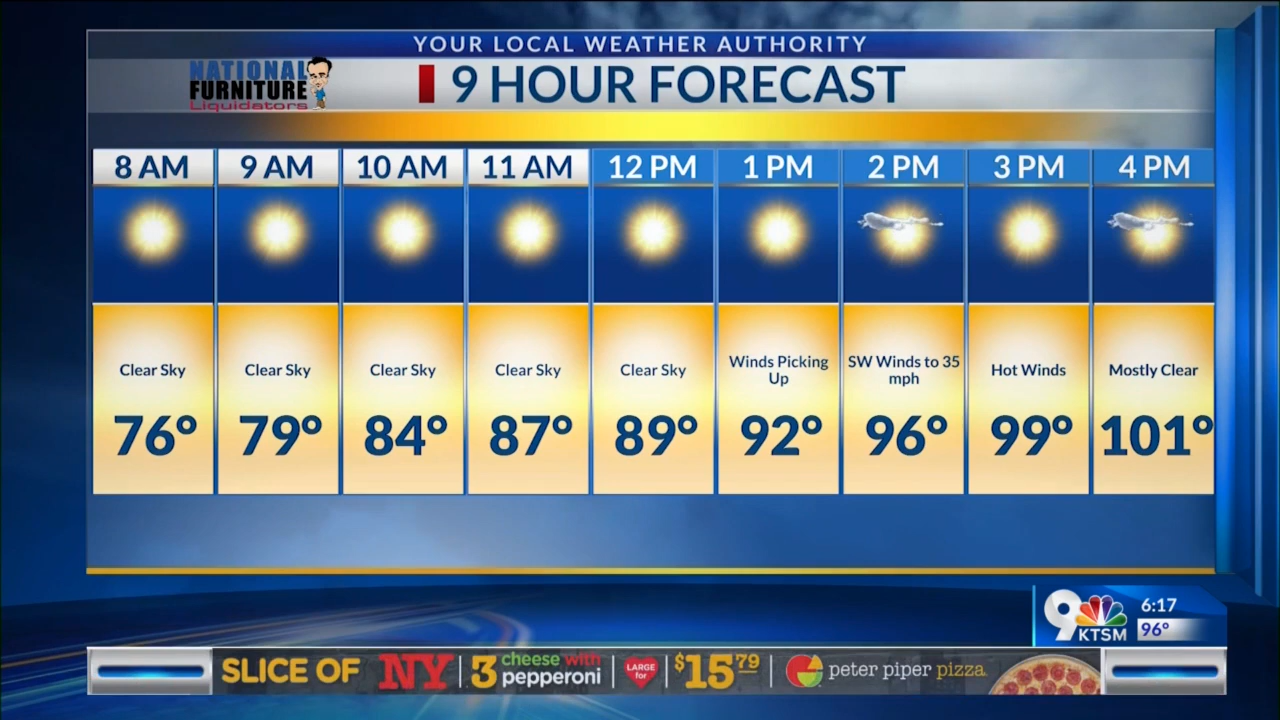 YOUR LOCAL WEATHER AUTHORITY
NATIONAL
FURNITURE
Liquidators
9 HOUR FORECAST
8 AM 9 AM 10 AM 11 AM 12 PM 1 PM 2 PM 3 PM 4 PM
Clear Sky Clear Sky Clear Sky Clear Sky Clear Sky Winds Picking Up SW Winds to 35 mph Hot Winds Mostly Clear
76° 79° 84° 87° 89° 92° 96° 99° 101°
9 KTSM
6:17
96°
SLICE OF NY 3 cheese with pepperoni LARGE for $15.79 peter piper pizza